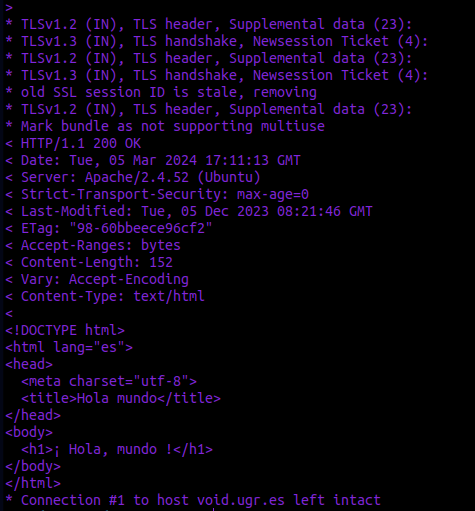 >
* TLSv1.2 (IN), TLS header, Supplemental data (23):
* TLSv1.3 (IN), TLS handshake, Newsession Ticket (4):
* TLSv1.2 (IN), TLS header, Supplemental data (23):
* TLSv1.3 (IN), TLS handshake, Newsession Ticket (4):
* old SSL session ID is stale, removing
* TLSv1.2 (IN), TLS header, Supplemental data (23):
* Mark bundle as not supporting multiuse
< HTTP/1.1 200 OK
< Date: Tue, 05 Mar 2024 17:11:13 GMT
< Server: Apache/2.4.52 (Ubuntu)
< Strict-Transport-Security: max-age=0
< Last-Modified: Tue, 05 Dec 2023 08:21:46 GMT
< ETag: "98-60bbeece96cf2"
< Accept-Ranges: bytes
< Content-Length: 152
< Vary: Accept-Encoding
< Content-Type: text/html
<
<!DOCTYPE html>
<html lang="es">
<head>
  <meta charset="utf-8">
  <title>Hola mundo</title>
</head>
<body>
  <h1>¡ Hola, mundo !</h1>
</body>
</html>
* Connection #1 to host void.ugr.es left intact